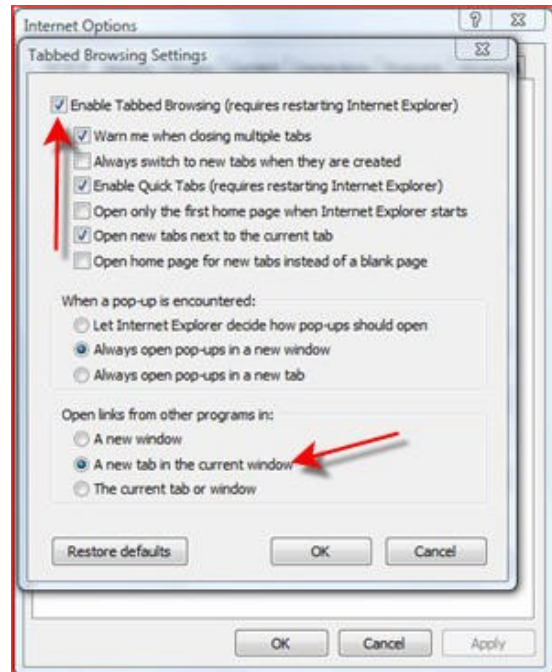 Internet Options
Tabbed Browsing Settings
Enable Tabbed Browsing (requires restarting Internet Explorer)
Warn me when closing multiple tabs
Always switch to new tabs when they are created
Enable Quick Tabs (requires restarting Internet Explorer)
Open only the first home page when Internet Explorer starts
Open new tabs next to the current tab
Open home page for new tabs instead of a blank page
When a pop-up is encountered:
Let Internet Explorer decide how pop-ups should open
Always open pop-ups in a new window
Always open pop-ups in a new tab
Open links from other programs in:
A new window
A new tab in the current window
The current tab or window
Restore defaults OK Cancel
OK Cancel Apply